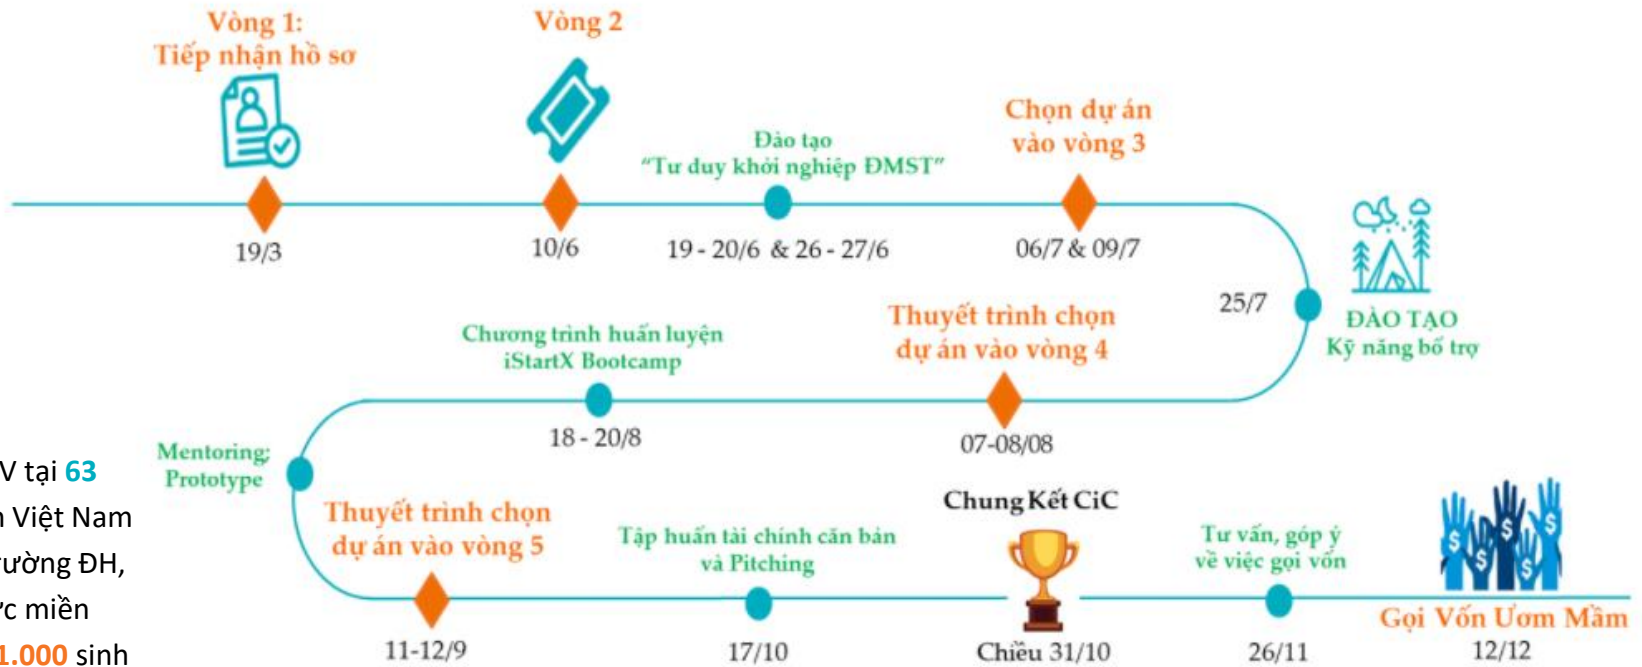 Vòng 1:
Tiếp nhận hồ sơ
19/3
Vòng 2
10/6
Đào tạo
“Tư duy khởi nghiệp ĐMST”
19 - 20/6 & 26 - 27/6
Chọn dự án
vào vòng 3
06/7 & 09/7
25/7
ĐÀO TẠO
Kỹ năng bổ trợ
Thuyết trình chọn
dự án vào vòng 4
07-08/08
Chương trình huấn luyện
iStartX Bootcamp
18 - 20/8
Mentoring;
Prototype
V tại 63
n Việt Nam
rường ĐH,
ực miền
1.000 sinh
Thuyết trình chọn
dự án vào vòng 5
11-12/9
Tập huấn tài chính căn bản
và Pitching
17/10
Chung Kết CiC
Chiều 31/10
Tư vấn, góp ý
về việc gọi vốn
26/11
$ $ $ $
Gọi Vốn Ươm Mầm
12/12